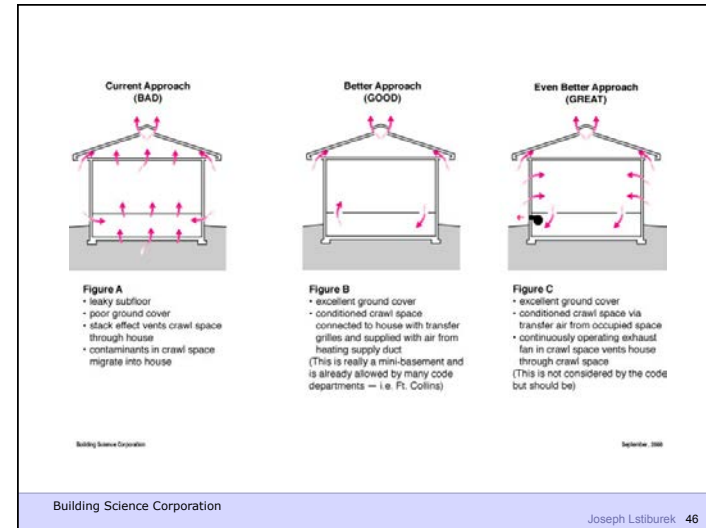 Current Approach
(BAD)
Better Approach
(GOOD)
Even Better Approach
(GREAT)
Figure A
• leaky subfloor
• poor ground cover
• stack effect vents crawl space
through house
• contaminants in crawl space
migrate into house
Figure B
• excellent ground cover
• conditioned crawl space
connected to house with transfer
grilles and supplied with air from
heating supply duct
(This is really a mini-basement and
is already allowed by many code
departments — i.e. Ft. Collins)
Figure C
• excellent ground cover
• conditioned crawl space via
transfer air from occupied space
• continuously operating exhaust
fan in crawl space vents house
through crawl space
(This is not considered by the code
but should be)
Building Science Corporation
September,
Building Science Corporation
Joseph Lstiburek 46